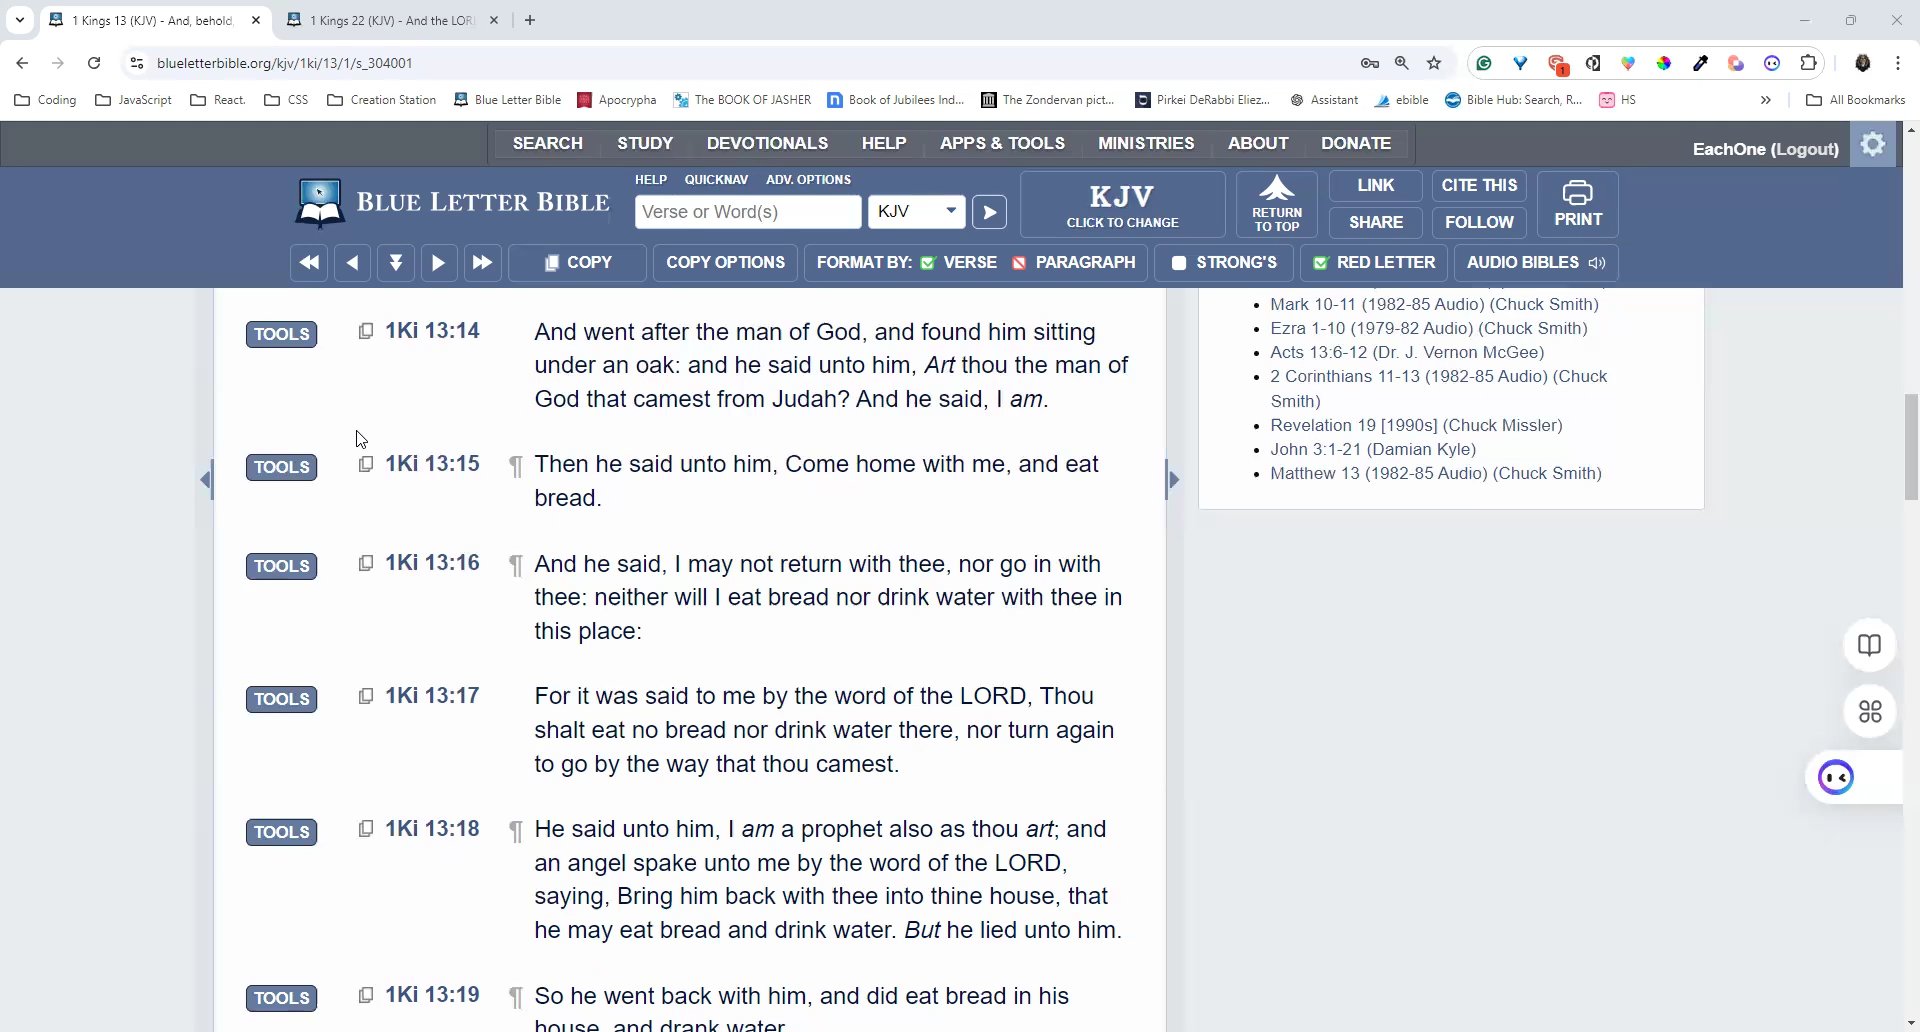 1 Kings 13 (KJV) - And, behold,
1 Kings 22 (KJV) - And the LOR
blueletterbible.org/kjv/1ki/13/1/s_304001
1
Coding
JavaScript
React.
CSS
Creation Station
Blue Letter Bible
Apocrypha
The BOOK OF JASHER
Book of Jubilees Ind...
The Zondervan pict...
Pirkei DeRabbi Eliez...
Assistant
ebible
Bible Hub: Search, R...
HS
All Bookmarks
SEARCH STUDY DEVOTIONALS HELP APPS & TOOLS MINISTRIES ABOUT DONATE
EachOne (Logout)
BLUE LETTER BIBLE
HELP QUICKNAV ADV. OPTIONS
Verse or Word(s)
KJV
KJV
CLICK TO CHANGE
RETURN
TO TOP
LINK
CITE THIS
SHARE
FOLLOW
PRINT
COPY
COPY OPTIONS
FORMAT BY: VERSE PARAGRAPH
STRONG'S
RED LETTER
AUDIO BIBLES
TOOLS 1Ki 13:14 And went after the man of God, and found him sitting
under an oak: and he said unto him, Art thou the man of
God that camest from Judah? And he said, I am.
TOOLS 1Ki 13:15 ¶ Then he said unto him, Come home with me, and eat
bread.
TOOLS 1Ki 13:16 ¶ And he said, I may not return with thee, nor go in with
thee: neither will I eat bread nor drink water with thee in
this place:
TOOLS 1Ki 13:17 For it was said to me by the word of the LORD, Thou
shalt eat no bread nor drink water there, nor turn again
to go by the way that thou camest.
TOOLS 1Ki 13:18 ¶ He said unto him, I am a prophet also as thou art; and
an angel spake unto me by the word of the LORD,
saying, Bring him back with thee into thine house, that
he may eat bread and drink water. But he lied unto him.
TOOLS 1Ki 13:19 ¶ So he went back with him, and did eat bread in his
house, and drank water.
• Mark 10-11 (1982-85 Audio) (Chuck Smith)
• Ezra 1-10 (1979-82 Audio) (Chuck Smith)
• Acts 13:6-12 (Dr. J. Vernon McGee)
• 2 Corinthians 11-13 (1982-85 Audio) (Chuck
Smith)
• Revelation 19 [1990s] (Chuck Missler)
• John 3:1-21 (Damian Kyle)
• Matthew 13 (1982-85 Audio) (Chuck Smith)